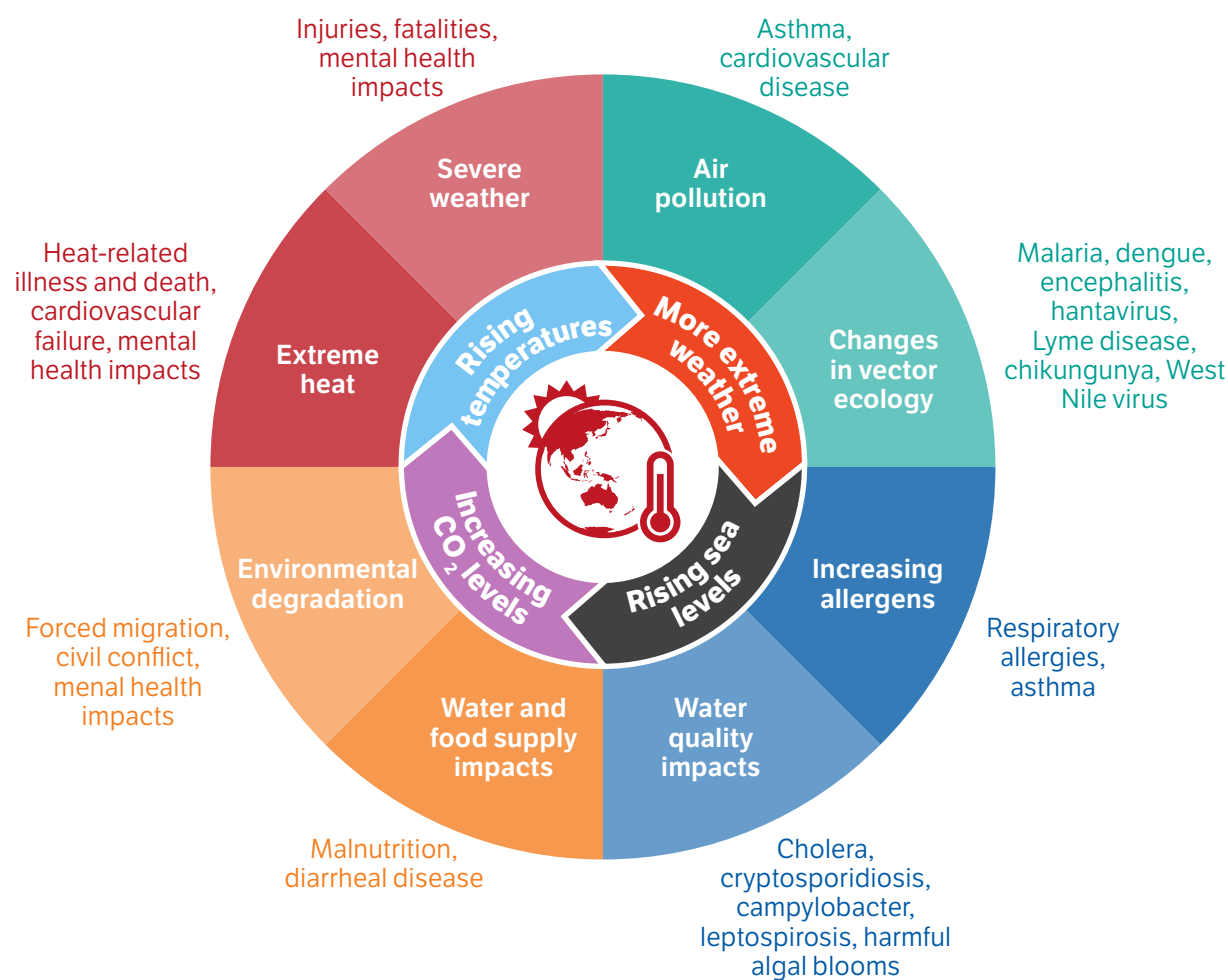 Injuries, fatalities,
mental health
impacts
Asthma,
cardiovascular
disease
Severe
weather
Air
pollution
Heat-related
illness and death,
cardiovascular
failure, mental
health impacts
Malaria, dengue,
encephalitis,
hantavirus,
Lyme disease,
chikungunya, West
Nile virus
Extreme
heat
Changes
in vector
ecology
Rising
temperatures
More extreme
weather
Increasing
CO₂ levels
Rising sea
levels
Environmental
degradation
Increasing
allergens
Forced migration,
civil conflict,
menal health
impacts
Respiratory
allergies,
asthma
Water and
food supply
impacts
Water
quality
impacts
Malnutrition,
diarrheal disease
Cholera,
cryptosporidiosis,
campylobacter,
leptospirosis, harmful
algal blooms